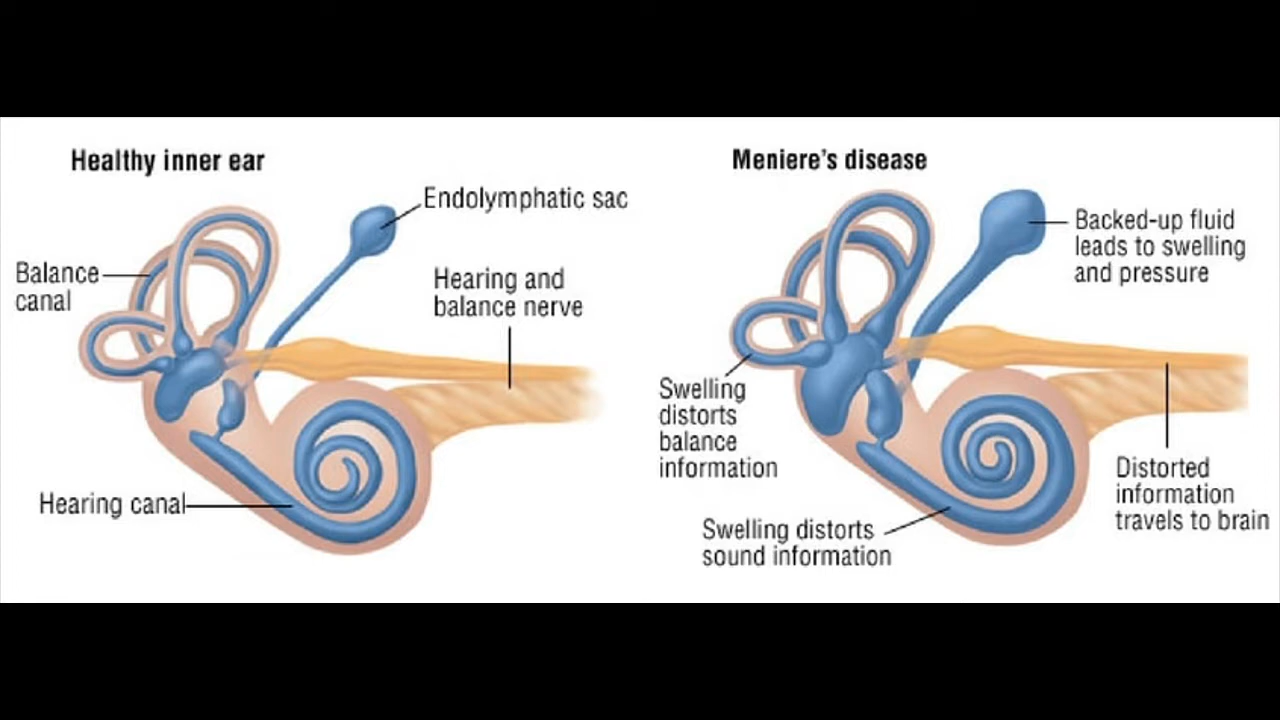 Healthy inner ear
Endolymphatic sac
Balance
canal
Hearing and
balance nerve
Hearing canal
Meniere's disease
Backed-up fluid
leads to swelling
and pressure
Swelling
distorts
balance
information
Distorted
information
travels to brain
Swelling distorts
sound information